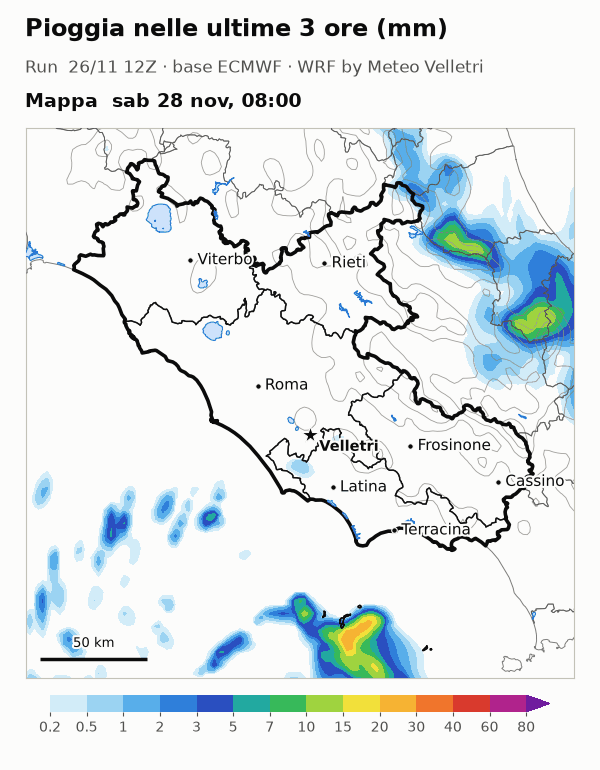 Pioggia nelle ultime 3 ore (mm)
Run  26/11 12Z · base ECMWF · WRF by Meteo Velletri
Mappa  sab 28 nov, 08:00
Viterbo
Rieti
Roma
Velletri
Frosinone
Latina
Cassino
Terracina
50 km
0.2 0.5 1 2 3 5 7 10 15 20 30 40 60 80